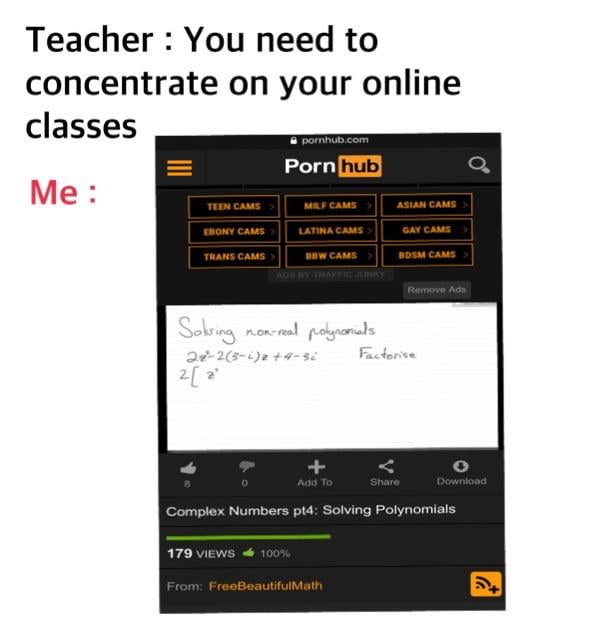 Teacher : You need to
concentrate on your online
classes
Me :
pornhub.com
Porn hub
TEEN CAMS > MILF CAMS > ASIAN CAMS >
EBONY CAMS > LATINA CAMS > GAY CAMS >
TRANS CAMS > BBW CAMS > BDSM CAMS >
ADS BY TRAFFIC JUNKY
Remove Ads
Solving non-real polynomials
2z²-2(3-i)z+4-3i Factorise
2[ z²
8 0 Add To Share Download
Complex Numbers pt4: Solving Polynomials
179 VIEWS 100%
From: FreeBeautifulMath